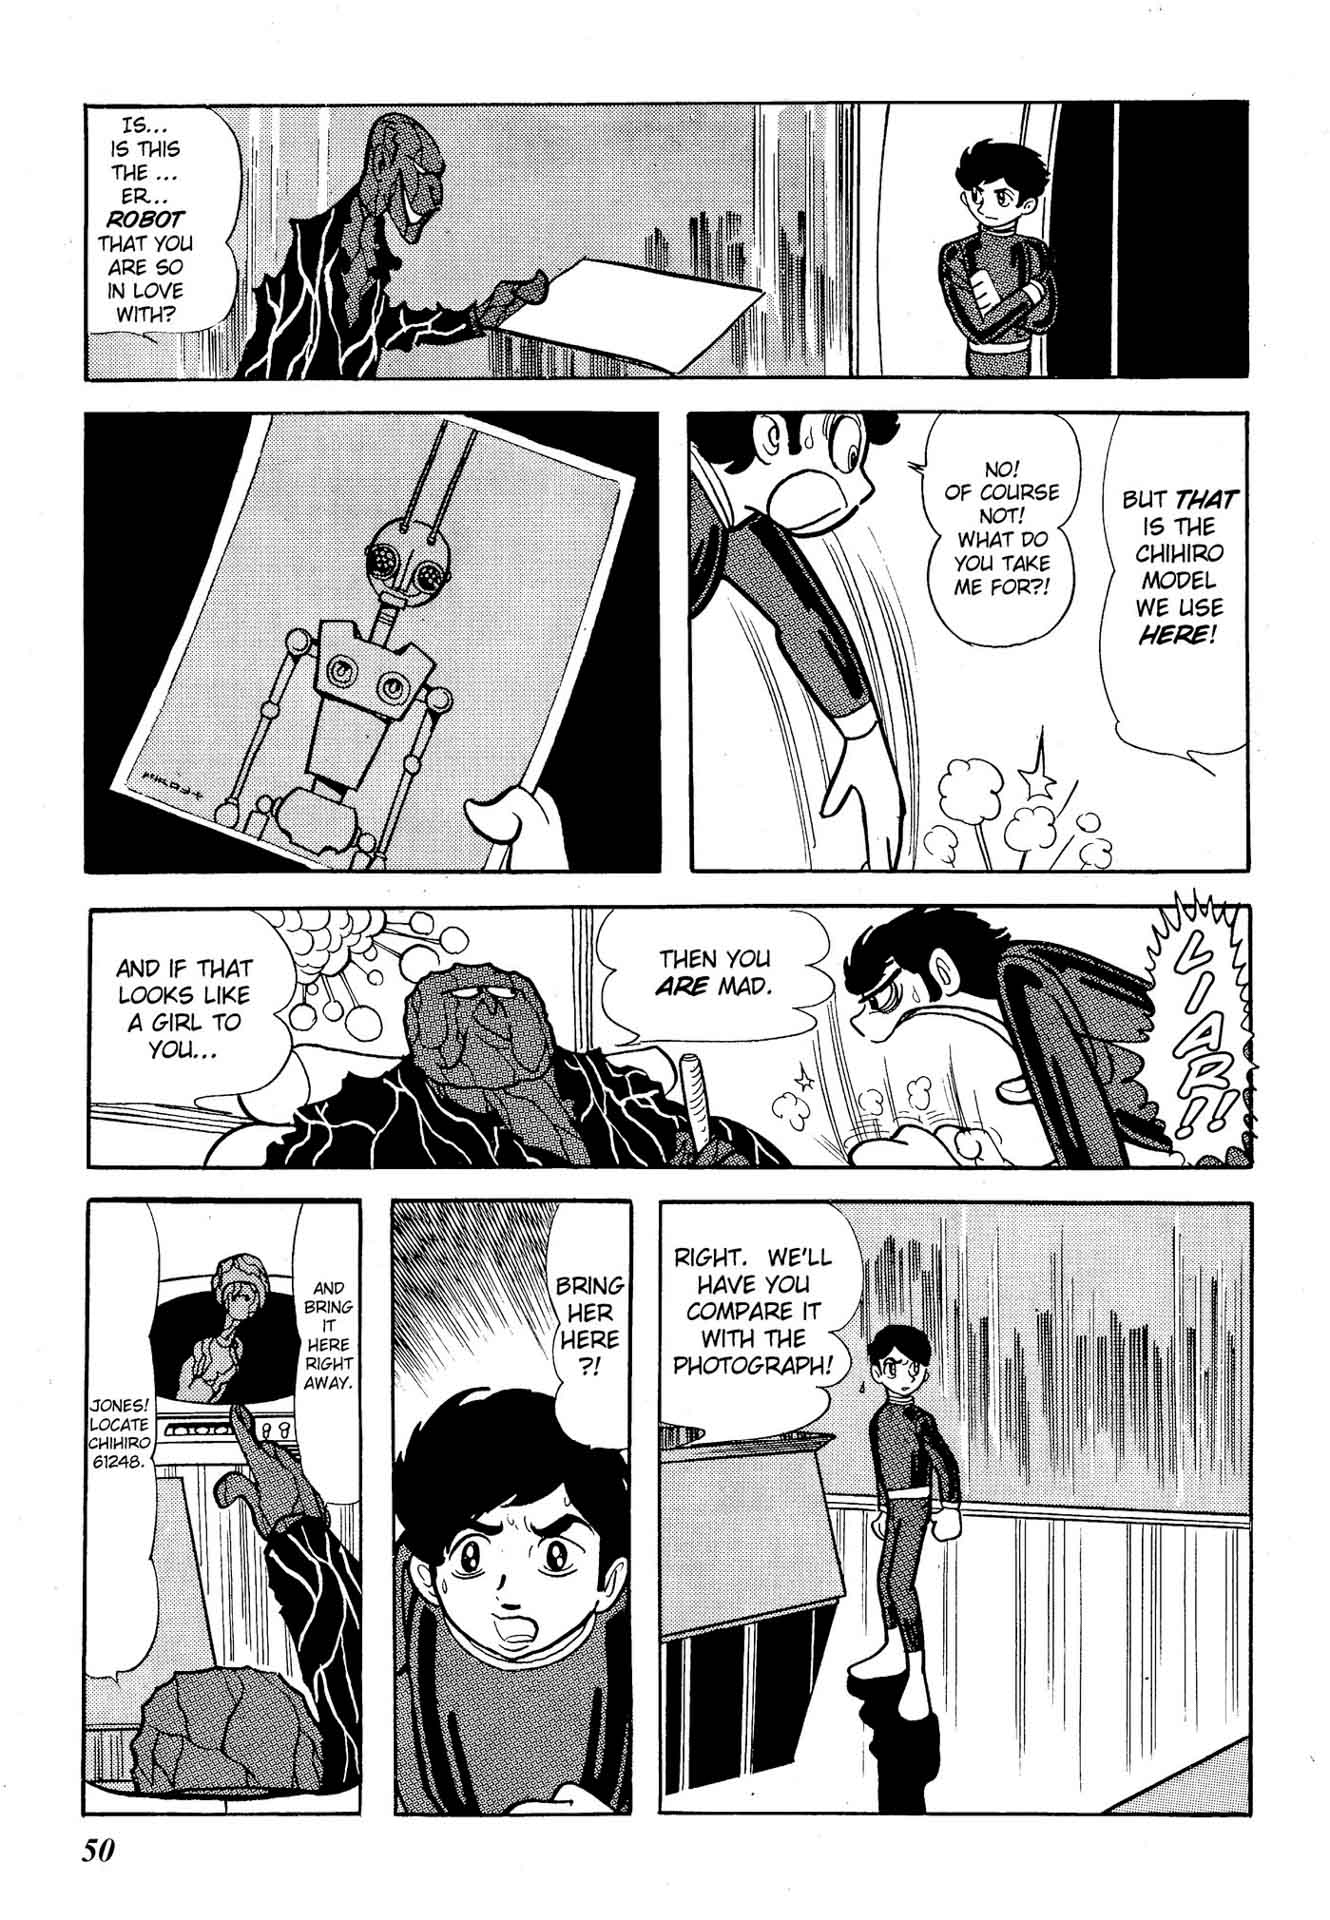 IS...
IS THIS
THE ...
ER...
ROBOT
THAT YOU
ARE SO
IN LOVE
WITH?
NO!
OF COURSE
NOT!
WHAT DO
YOU TAKE
ME FOR?!
BUT THAT
IS THE
CHIHIRO
MODEL
WE USE
HERE!
AND IF THAT
LOOKS LIKE
A GIRL TO
YOU...
THEN YOU
ARE MAD.
LIAR!!
JONES!
LOCATE
CHIHIRO
61248.
AND
BRING
IT
HERE
RIGHT
AWAY.
BRING
HER
HERE
?!
RIGHT. WE'LL
HAVE YOU
COMPARE IT
WITH THE
PHOTOGRAPH!
50